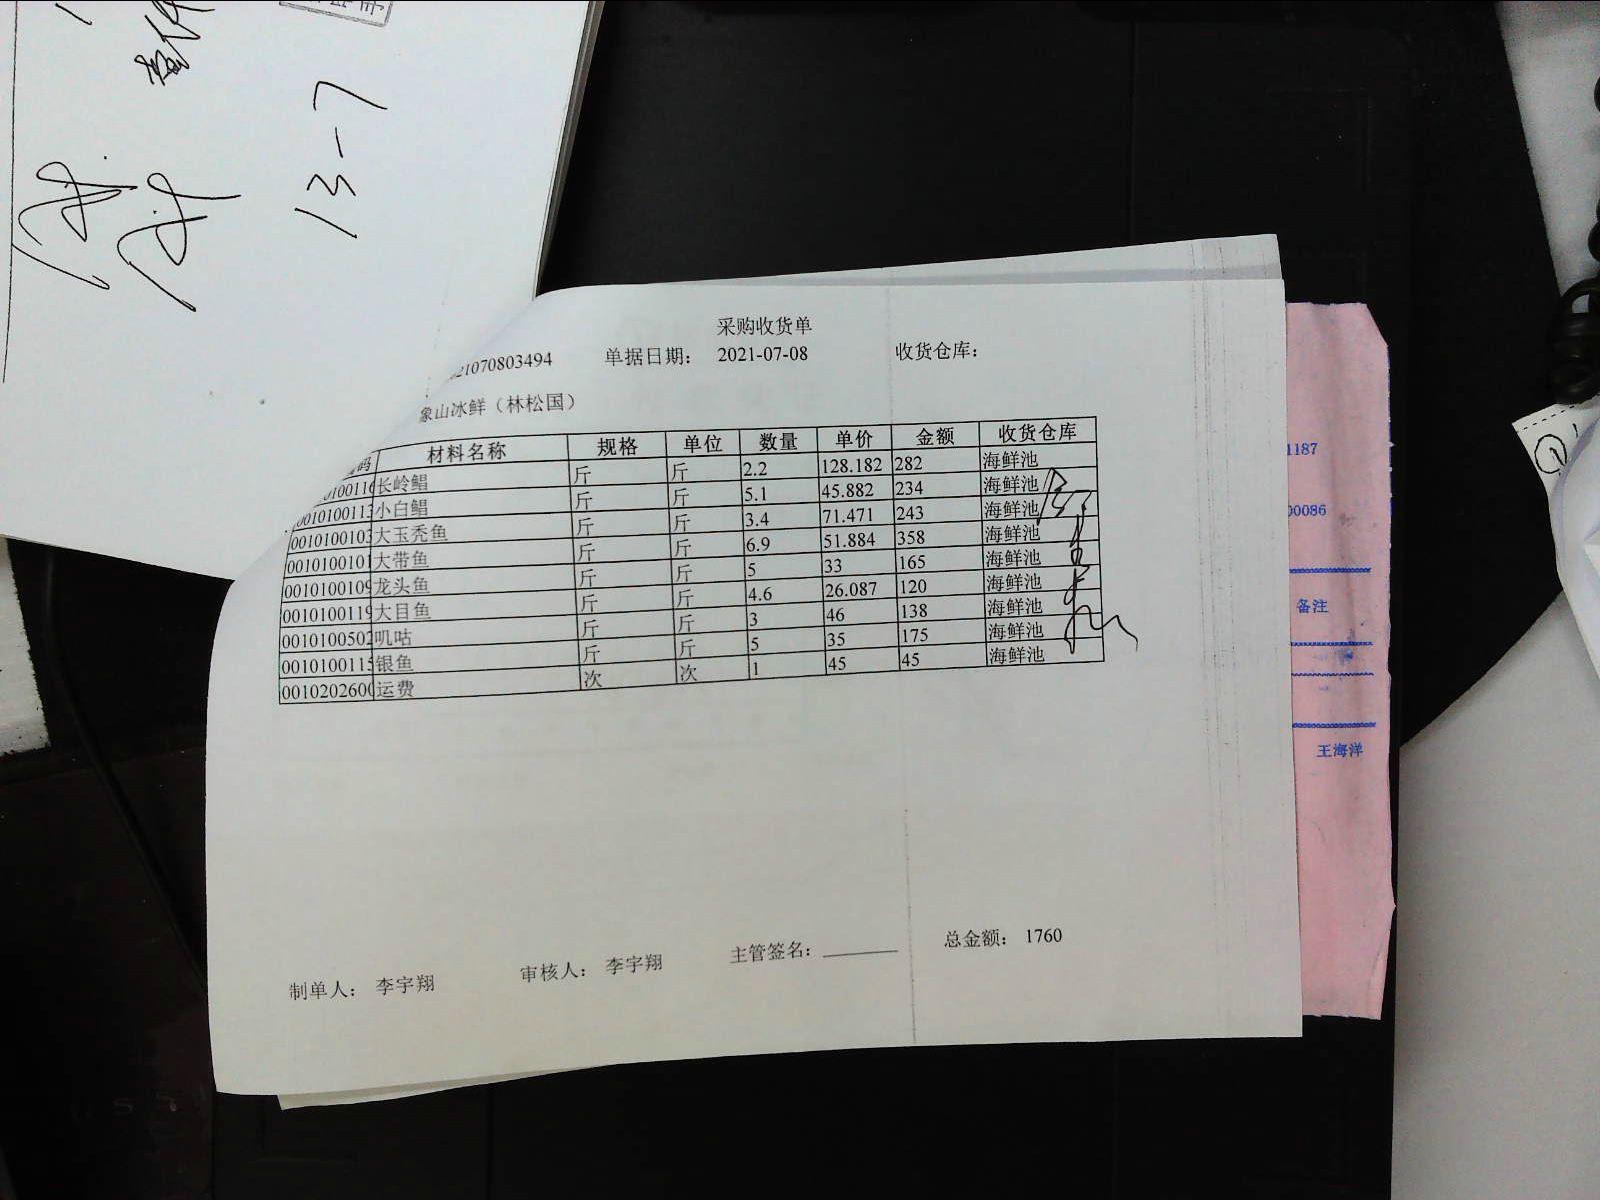 13-7
采购收货单
21070803494 单据日期： 2021-07-08 收货仓库：
象山冰鲜（林松国）
码 材料名称 规格 单位 数量 单价 金额 收货仓库
0100116 长岭鲳 斤 斤 2.2 128.182 282 海鲜池
0010100113 小白鲳 斤 斤 5.1 45.882 234 海鲜池
0010100103 大玉秃鱼 斤 斤 3.4 71.471 243 海鲜池
0010100101 大带鱼 斤 斤 6.9 51.884 358 海鲜池
0010100109 龙头鱼 斤 斤 5 33 165 海鲜池
0010100119 大目鱼 斤 斤 4.6 26.087 120 海鲜池
0010100502 叽咕 斤 斤 3 46 138 海鲜池
0010100115 银鱼 斤 斤 5 35 175 海鲜池
0010202600 运费 次 次 1 45 45 海鲜池
制单人： 李宇翔 审核人： 李宇翔 主管签名： 总金额： 1760
1187
00086
备注
王海洋